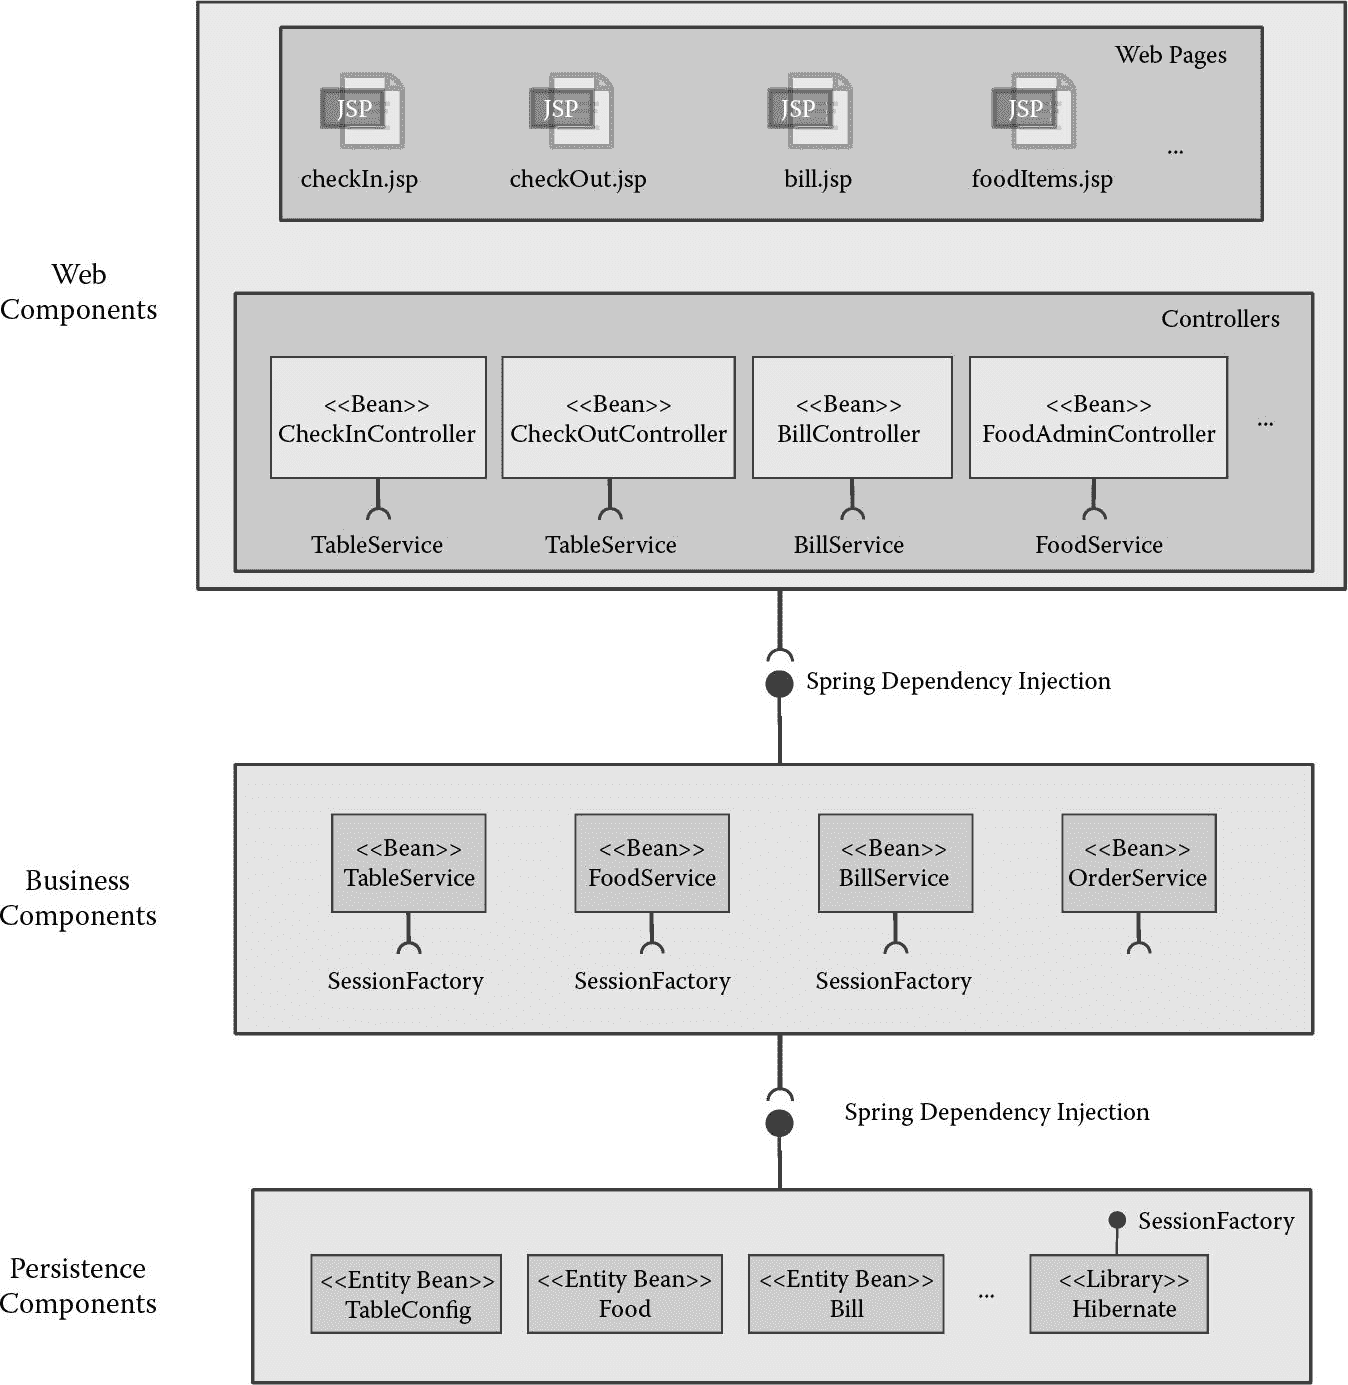 Web Pages
JSP JSP JSP JSP
...
checkIn.jsp checkOut.jsp bill.jsp foodItems.jsp
Web
Components
Controllers
<<Bean>> <<Bean>> <<Bean>> <<Bean>>
CheckInController CheckOutController BillController FoodAdminController
...
TableService TableService BillService FoodService
Spring Dependency Injection
Business
Components
<<Bean>> <<Bean>> <<Bean>> <<Bean>>
TableService FoodService BillService OrderService
SessionFactory SessionFactory SessionFactory
Spring Dependency Injection
Persistence
Components
SessionFactory
<<Entity Bean>> <<Entity Bean>> <<Entity Bean>> ... <<Library>>
TableConfig Food Bill Hibernate